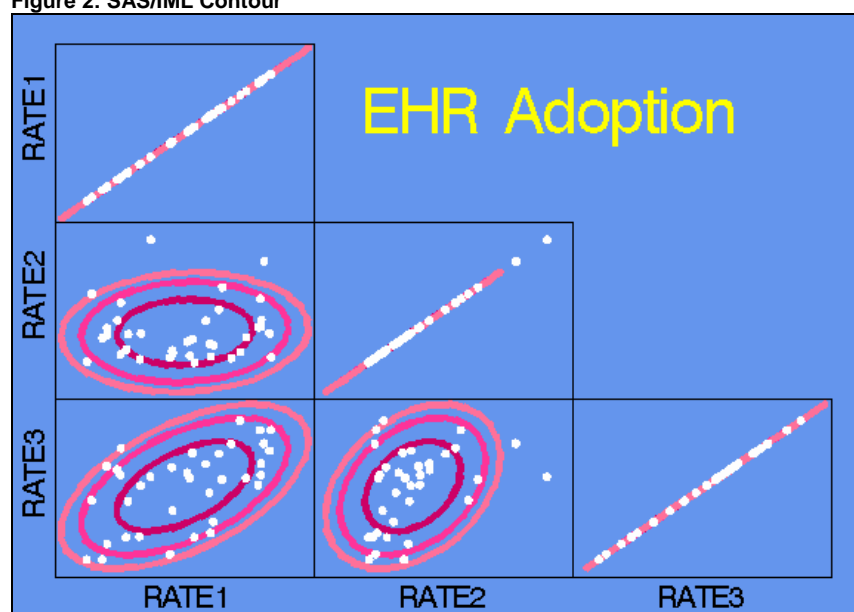 Figure 2. SAS/IML Contour
EHR Adoption
RATE1
RATE2
RATE3
RATE1
RATE2
RATE3